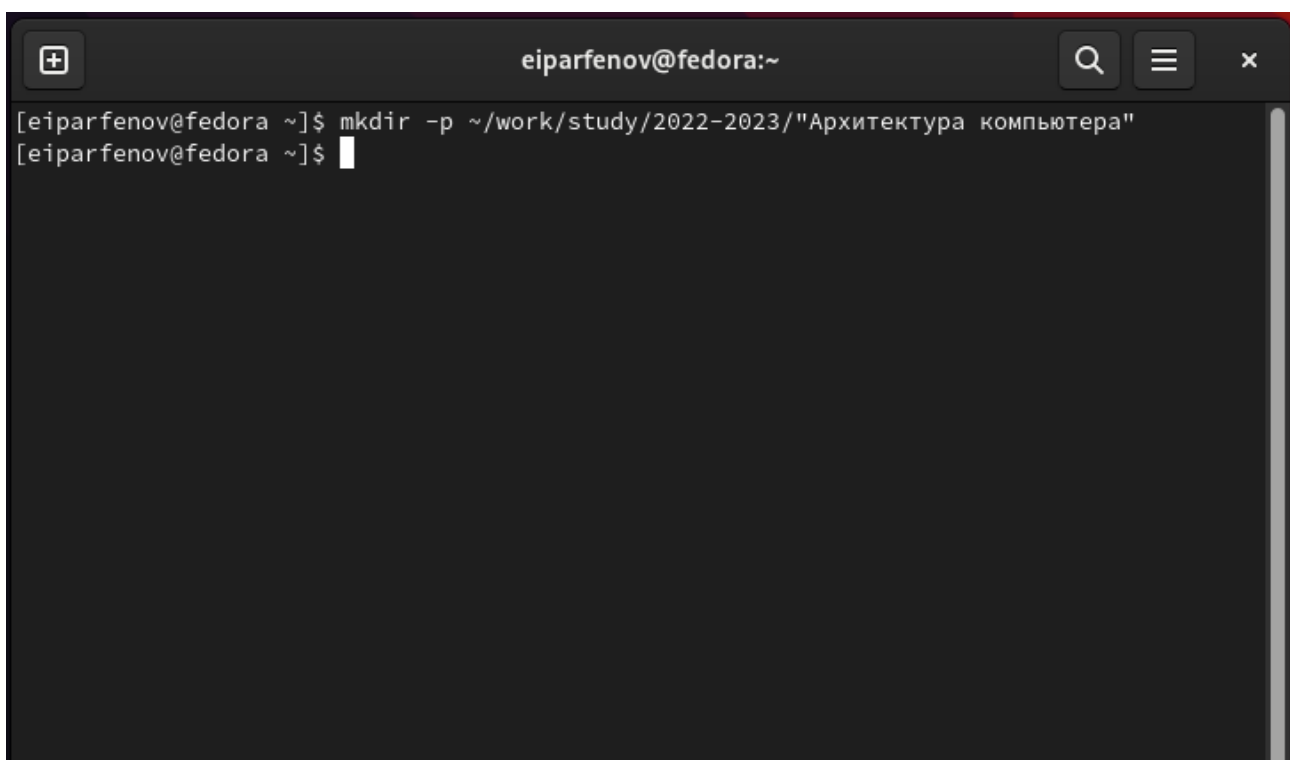 eiparfenov@fedora:~
[eiparfenov@fedora ~]$ mkdir -p ~/work/study/2022-2023/"Архитектура компьютера"
[eiparfenov@fedora ~]$